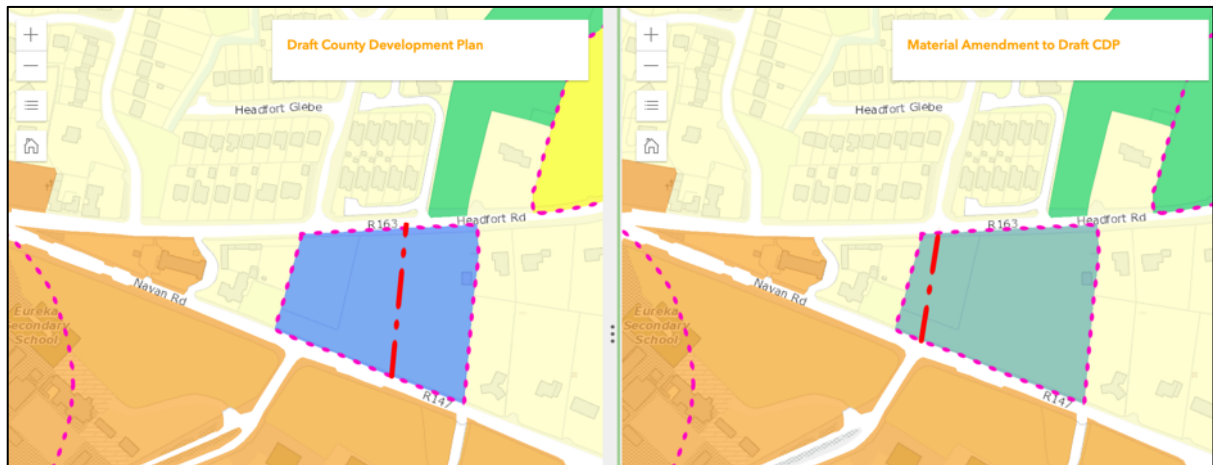 Draft County Development Plan
Headfort Glebe
R163
Headfort Rd
Navan Rd
Eureka
Secondary
School
R147
Material Amendment to Draft CDP
Headfort Glebe
R163
Headfort Rd
Navan Rd
Eureka
Secondary
School
R147